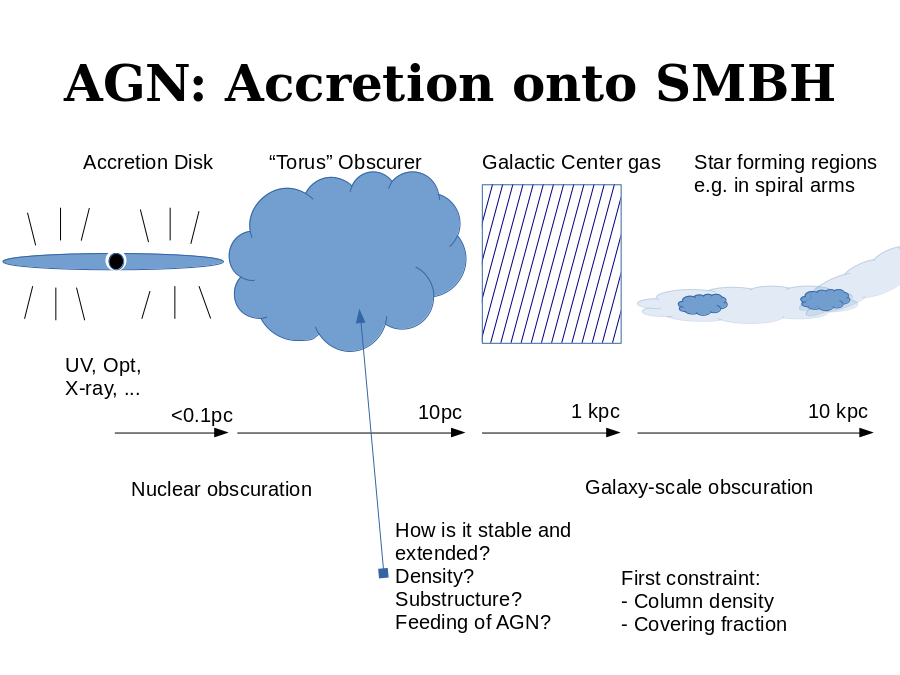 AGN: Accretion onto SMBH
Accretion Disk
“Torus” Obscurer
Galactic Center gas
Star forming regions
e.g. in spiral arms
UV, Opt,
X-ray, ...
<0.1pc
10pc
1 kpc
10 kpc
Nuclear obscuration
Galaxy-scale obscuration
How is it stable and
extended?
Density?
Substructure?
Feeding of AGN?
First constraint:
- Column density
- Covering fraction